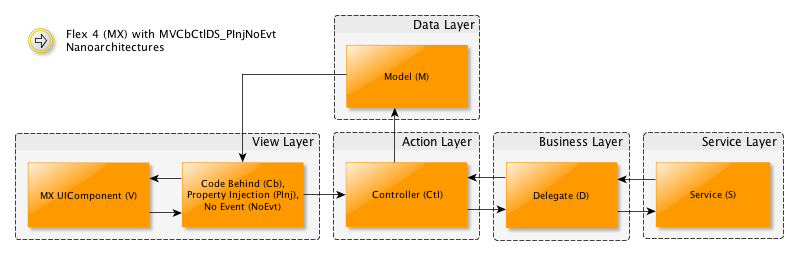 Flex 4 (MX) with MVCbCtlDS_PInjNoEvt
Nanoarchitectures
Data Layer
Model (M)
View Layer
MX UIComponent (V)
Code Behind (Cb),
Property Injection (PInj),
No Event (NoEvt)
Action Layer
Controller (Ctl)
Business Layer
Delegate (D)
Service Layer
Service (S)